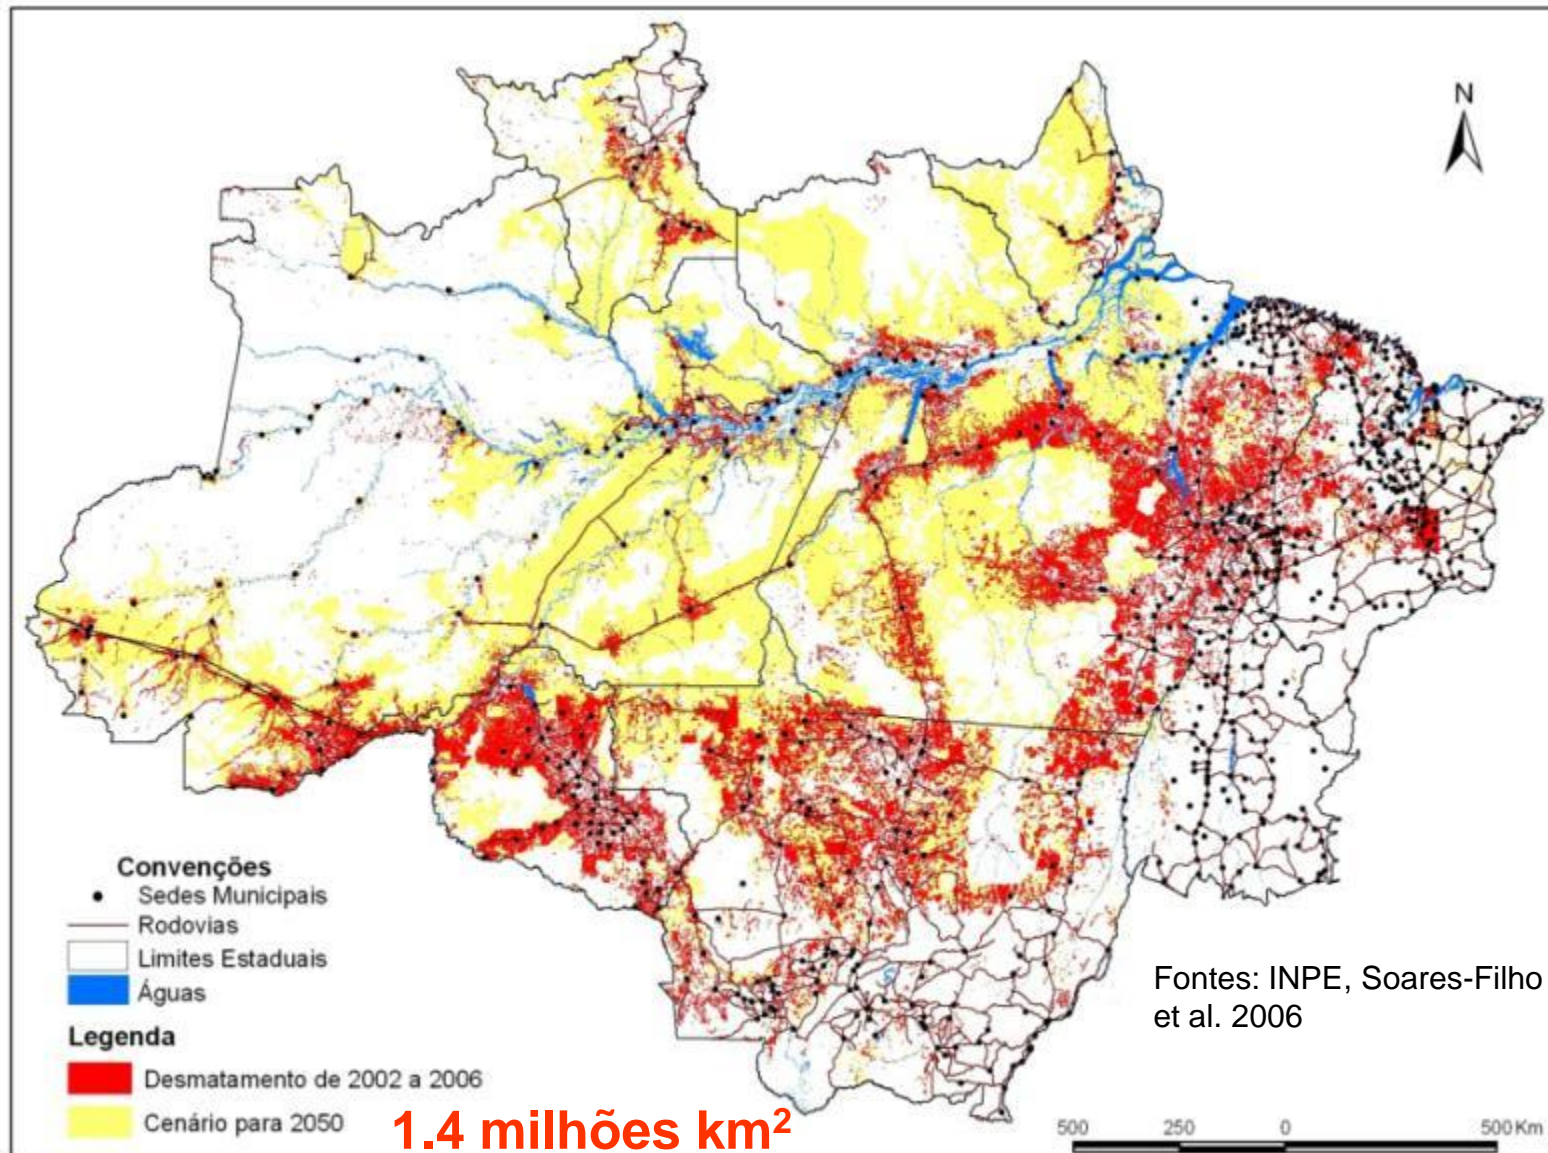 N
Convenções
Sedes Municipais
Rodovias
Limites Estaduais
Águas
Legenda
Desmatamento de 2002 a 2006
Cenário para 2050
1.4 milhões km²
Fontes: INPE, Soares-Filho
et al. 2006
500 250 0 500 Km